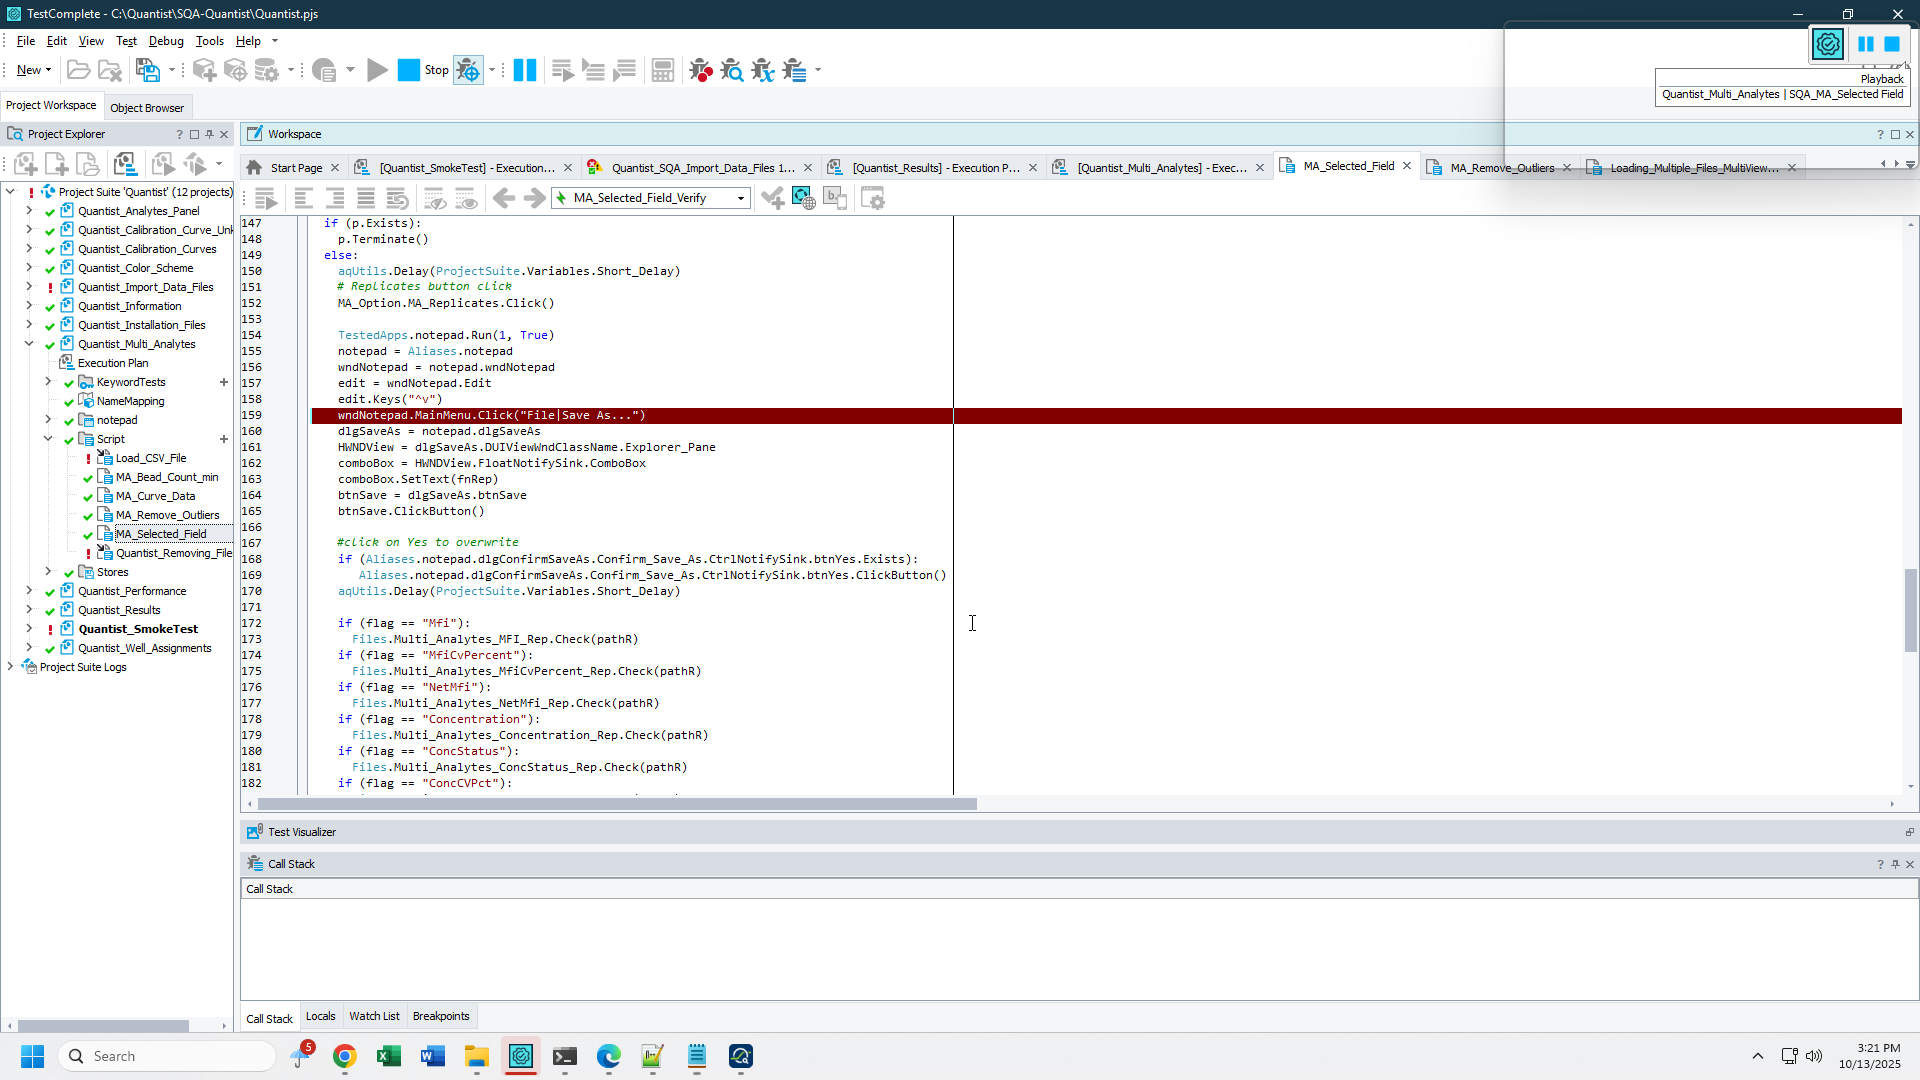 TestComplete - C:\Quantist\SQA-Quantist\Quantist.pjs
File Edit View Test Debug Tools Help
New
Stop
Playback
Quantist_Multi_Analytes | SQA_MA_Selected Field
Project Workspace Object Browser
Project Explorer
Workspace
Start Page [Quantist_SmokeTest] - Execution... Quantist_SQA_Import_Data_Files 1... [Quantist_Results] - Execution P... [Quantist_Multi_Analytes] - Exec... MA_Selected_Field MA_Remove_Outliers Loading_Multiple_Files_MultiView...
MA_Selected_Field_Verify
Project Suite 'Quantist' (12 projects)
Quantist_Analytes_Panel
Quantist_Calibration_Curve_Unk
Quantist_Calibration_Curves
Quantist_Color_Scheme
Quantist_Import_Data_Files
Quantist_Information
Quantist_Installation_Files
Quantist_Multi_Analytes
Execution Plan
KeywordTests
NameMapping
notepad
Script
Load_CSV_File
MA_Bead_Count_min
MA_Curve_Data
MA_Remove_Outliers
MA_Selected_Field
Quantist_Removing_File
Stores
Quantist_Performance
Quantist_Results
Quantist_SmokeTest
Quantist_Well_Assignments
Project Suite Logs
147 if (p.Exists):
148 p.Terminate()
149 else:
150 aqUtils.Delay(ProjectSuite.Variables.Short_Delay)
151 # Replicates button click
152 MA_Option.MA_Replicates.Click()
153
154 TestedApps.notepad.Run(1, True)
155 notepad = Aliases.notepad
156 wndNotepad = notepad.wndNotepad
157 edit = wndNotepad.Edit
158 edit.Keys("^v")
159 wndNotepad.MainMenu.Click("File|Save As...")
160 dlgSaveAs = notepad.dlgSaveAs
161 HWNDView = dlgSaveAs.DUIViewWndClassName.Explorer_Pane
162 comboBox = HWNDView.FloatNotifySink.ComboBox
163 comboBox.SetText(fnRep)
164 btnSave = dlgSaveAs.btnSave
165 btnSave.ClickButton()
166
167 #click on Yes to overwrite
168 if (Aliases.notepad.dlgConfirmSaveAs.Confirm_Save_As.CtrlNotifySink.btnYes.Exists):
169 Aliases.notepad.dlgConfirmSaveAs.Confirm_Save_As.CtrlNotifySink.btnYes.ClickButton()
170 aqUtils.Delay(ProjectSuite.Variables.Short_Delay)
171
172 if (flag == "Mfi"):
173 Files.Multi_Analytes_MFI_Rep.Check(pathR)
174 if (flag == "MfiCvPercent"):
175 Files.Multi_Analytes_MfiCvPercent_Rep.Check(pathR)
176 if (flag == "NetMfi"):
177 Files.Multi_Analytes_NetMfi_Rep.Check(pathR)
178 if (flag == "Concentration"):
179 Files.Multi_Analytes_Concentration_Rep.Check(pathR)
180 if (flag == "ConcStatus"):
181 Files.Multi_Analytes_ConcStatus_Rep.Check(pathR)
182 if (flag == "ConcCVPct"):
Test Visualizer
Call Stack
Call Stack
Call Stack Locals Watch List Breakpoints
Search
5
3:21 PM
10/13/2025